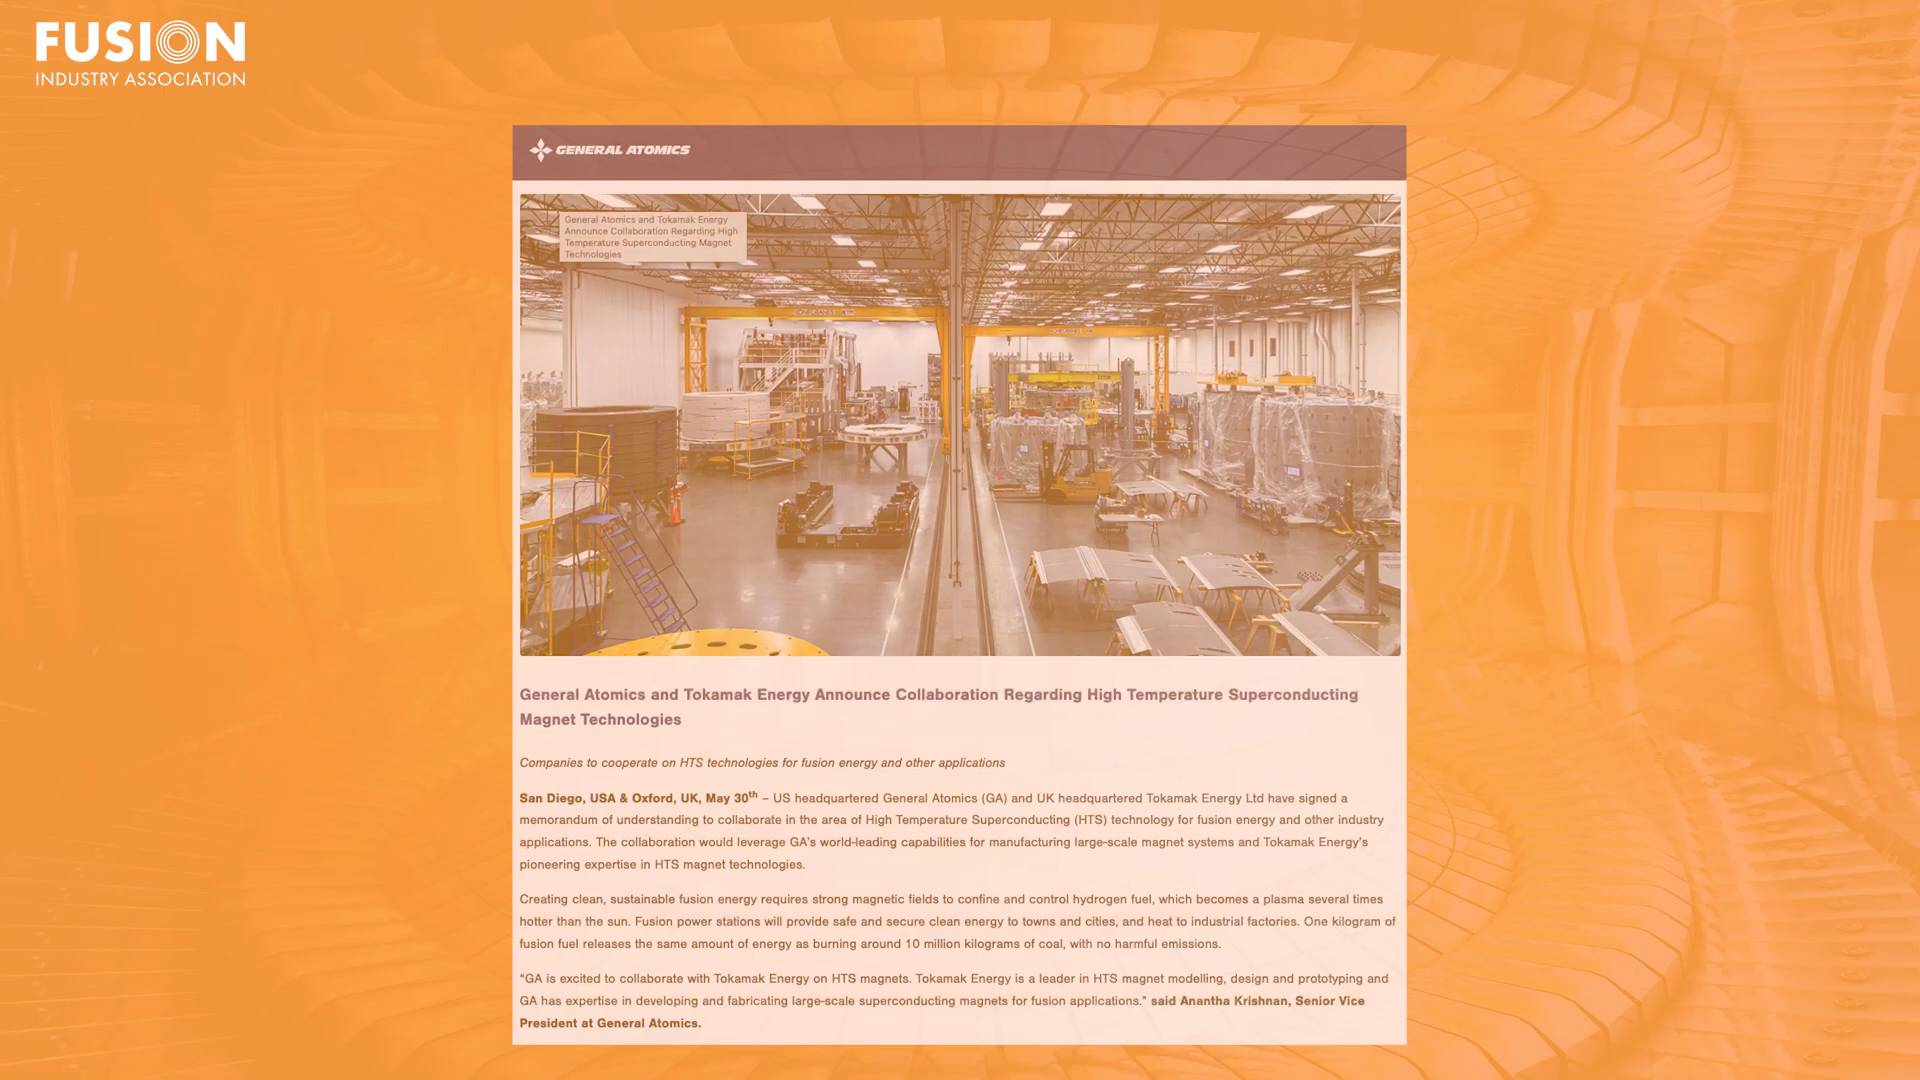 FUSION
INDUSTRY ASSOCIATION
GENERAL ATOMICS
General Atomics and Tokamak Energy
Announce Collaboration Regarding High
Temperature Superconducting Magnet
Technologies
General Atomics and Tokamak Energy Announce Collaboration Regarding High Temperature Superconducting
Magnet Technologies
Companies to cooperate on HTS technologies for fusion energy and other applications
San Diego, USA & Oxford, UK, May 30th – US headquartered General Atomics (GA) and UK headquartered Tokamak Energy Ltd have signed a
memorandum of understanding to collaborate in the area of High Temperature Superconducting (HTS) technology for fusion energy and other industry
applications. The collaboration would leverage GA's world-leading capabilities for manufacturing large-scale magnet systems and Tokamak Energy's
pioneering expertise in HTS magnet technologies.
Creating clean, sustainable fusion energy requires strong magnetic fields to confine and control hydrogen fuel, which becomes a plasma several times
hotter than the sun. Fusion power stations will provide safe and secure clean energy to towns and cities, and heat to industrial factories. One kilogram of
fusion fuel releases the same amount of energy as burning around 10 million kilograms of coal, with no harmful emissions.
"GA is excited to collaborate with Tokamak Energy on HTS magnets. Tokamak Energy is a leader in HTS magnet modelling, design and prototyping and
GA has expertise in developing and fabricating large-scale superconducting magnets for fusion applications." said Anantha Krishnan, Senior Vice
President at General Atomics.